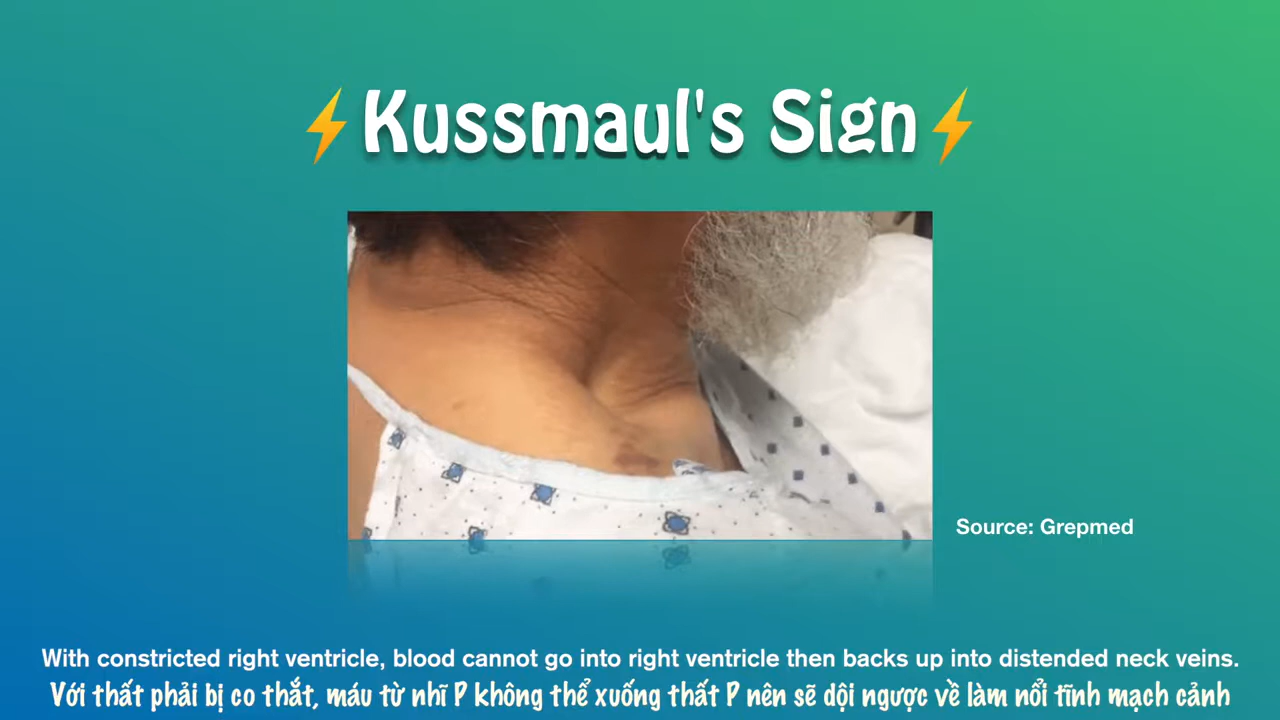 ⚡Kussmaul's Sign⚡
Source: Grepmed
With constricted right ventricle, blood cannot go into right ventricle then backs up into distended neck veins.
Với thất phải bị co thắt, máu từ nhĩ P không thể xuống thất P nên sẽ dội ngược về làm nổi tĩnh mạch cảnh